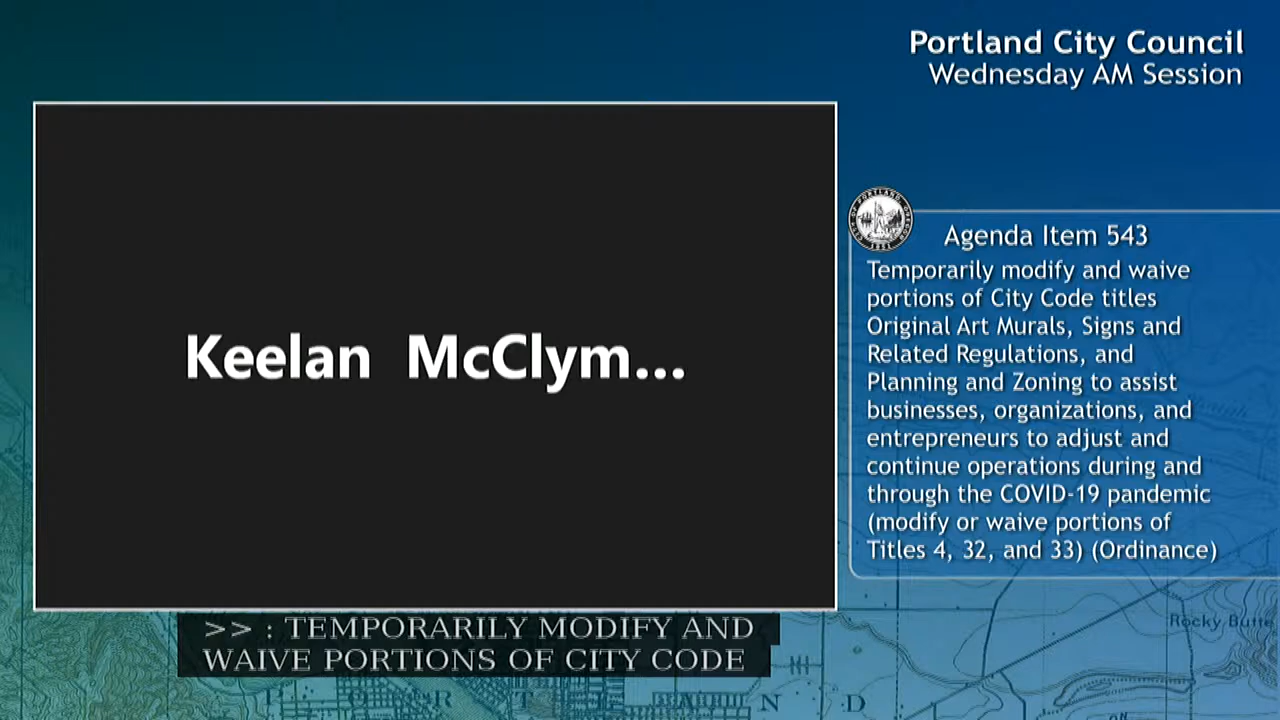 Portland City Council
Wednesday AM Session
Keelan McClym...
Agenda Item 543
Temporarily modify and waive
portions of City Code titles
Original Art Murals, Signs and
Related Regulations, and
Planning and Zoning to assist
businesses, organizations, and
entrepreneurs to adjust and
continue operations during and
through the COVID-19 pandemic
(modify or waive portions of
Titles 4, 32, and 33) (Ordinance)
>> : TEMPORARILY MODIFY AND
WAIVE PORTIONS OF CITY CODE
Rocky Butte